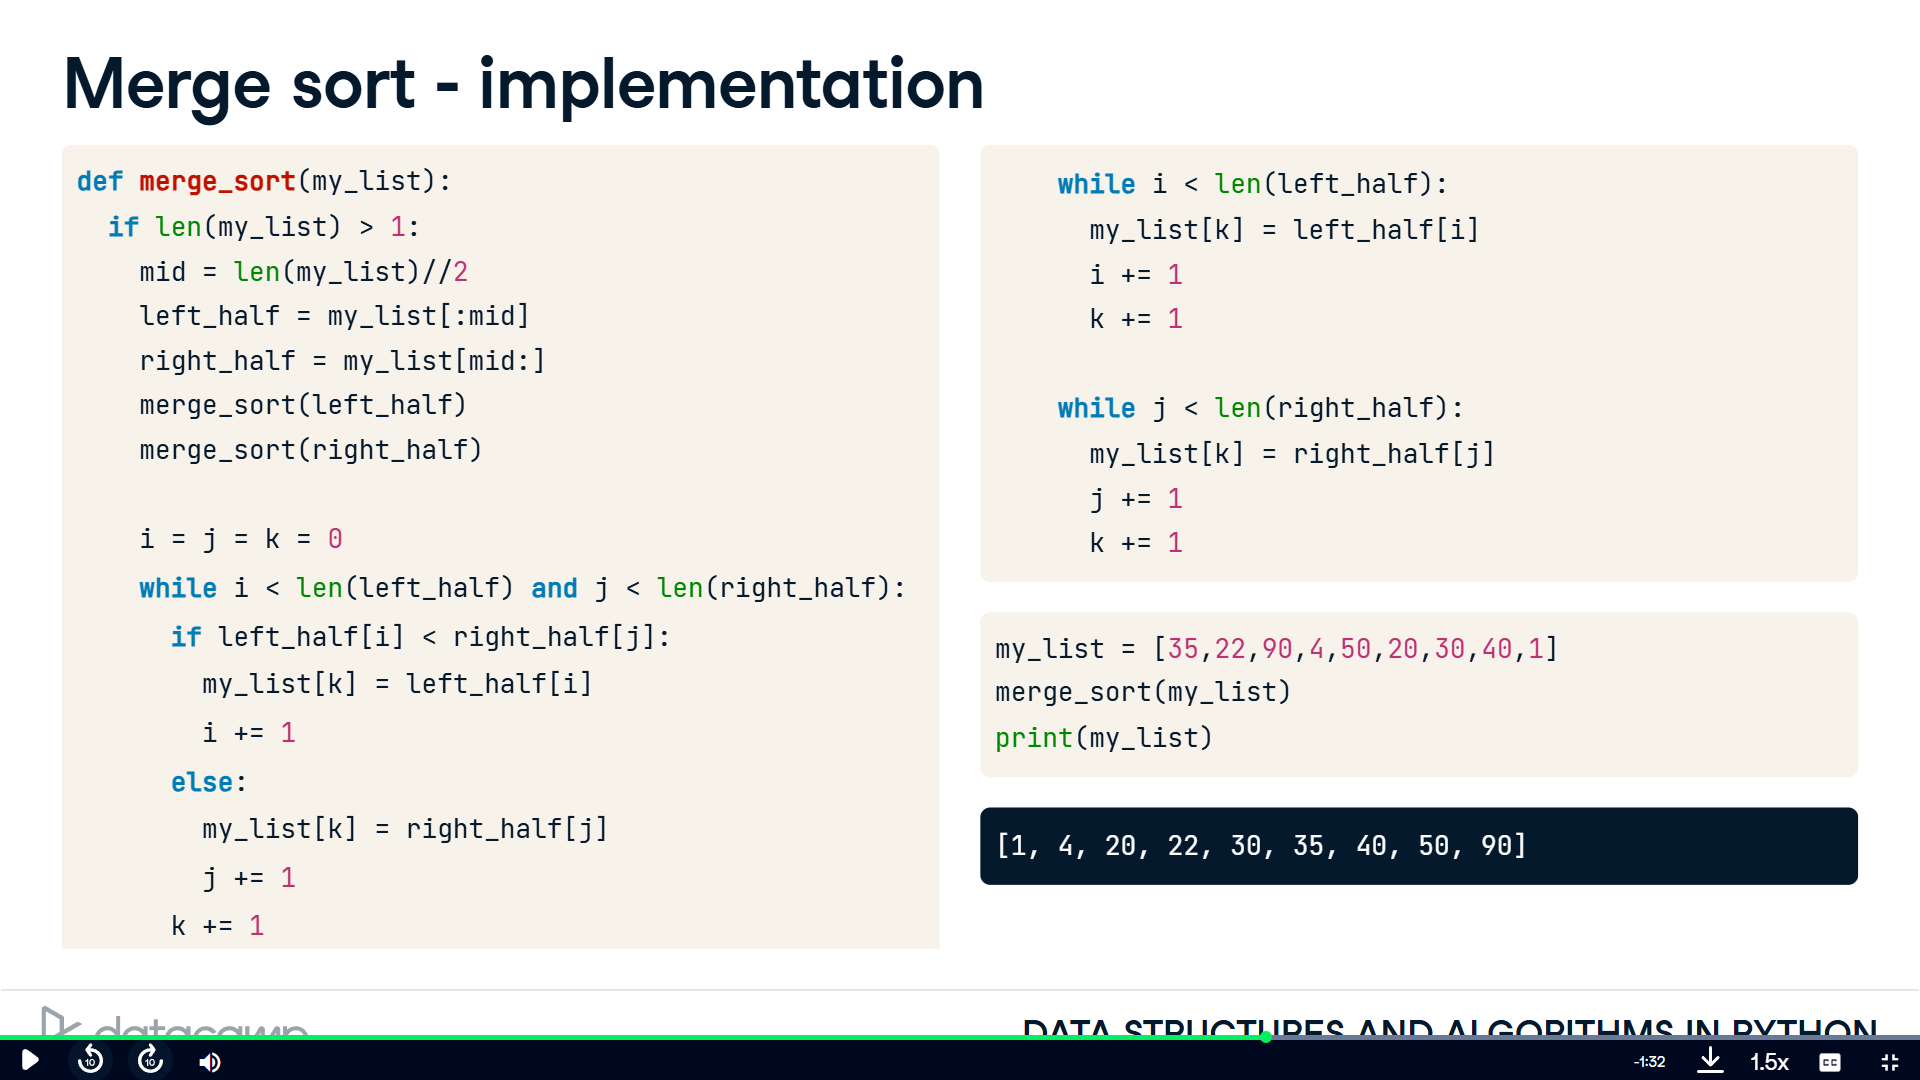 Merge sort - implementation
def merge_sort(my_list):
  if len(my_list) > 1:
    mid = len(my_list)//2
    left_half = my_list[:mid]
    right_half = my_list[mid:]
    merge_sort(left_half)
    merge_sort(right_half)

    i = j = k = 0
    while i < len(left_half) and j < len(right_half):
      if left_half[i] < right_half[j]:
        my_list[k] = left_half[i]
        i += 1
      else:
        my_list[k] = right_half[j]
        j += 1
      k += 1
    while i < len(left_half):
      my_list[k] = left_half[i]
      i += 1
      k += 1

    while j < len(right_half):
      my_list[k] = right_half[j]
      j += 1
      k += 1
my_list = [35,22,90,4,50,20,30,40,1]
merge_sort(my_list)
print(my_list)
[1, 4, 20, 22, 30, 35, 40, 50, 90]
datacamp
DATA STRUCTURES AND ALGORITHMS IN PYTHON
10
10
-1:32
1.5x
CC